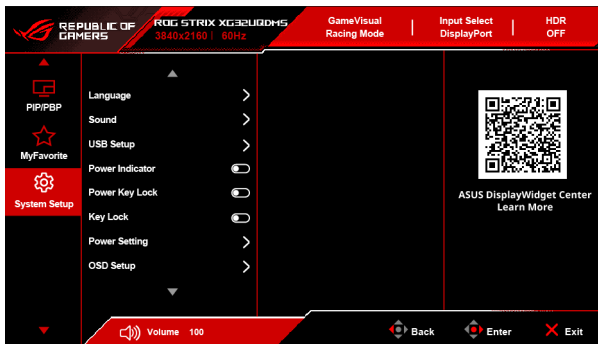 REPUBLIC OF
GAMERS
ROG STRIX XG32UQDMS
3840x2160 | 60Hz
GameVisual
Racing Mode
Input Select
DisplayPort
HDR
OFF
PIP/PBP
MyFavorite
System Setup
Language
Sound
USB Setup
Power Indicator
Power Key Lock
Key Lock
Power Setting
OSD Setup
ASUS DisplayWidget Center
Learn More
Volume 100
Back
Enter
Exit